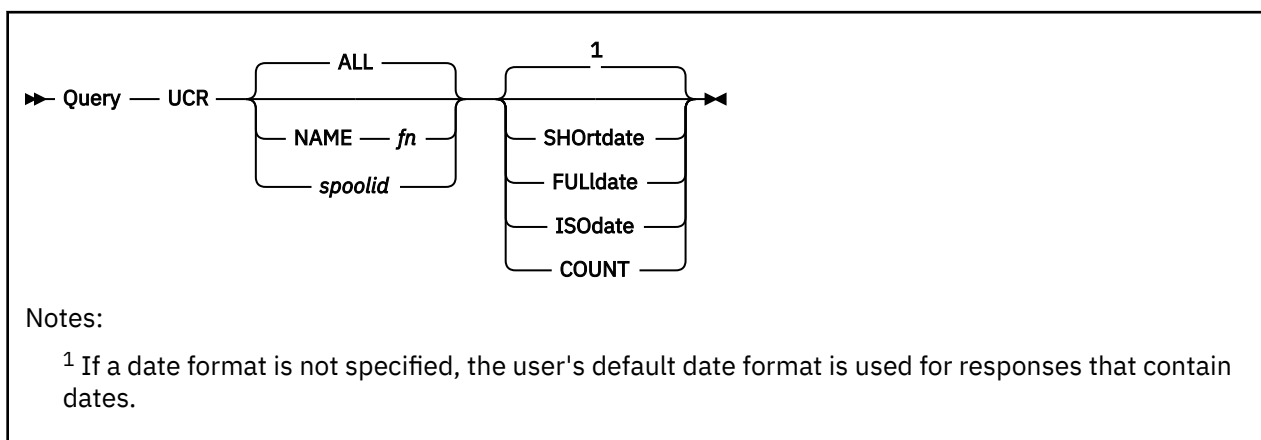 1
ALL
Query UCR
NAME fn
SHOrtdate
spoolid
FULldate
ISOdate
COUNT
Notes:
1 If a date format is not specified, the user's default date format is used for responses that contain
dates.